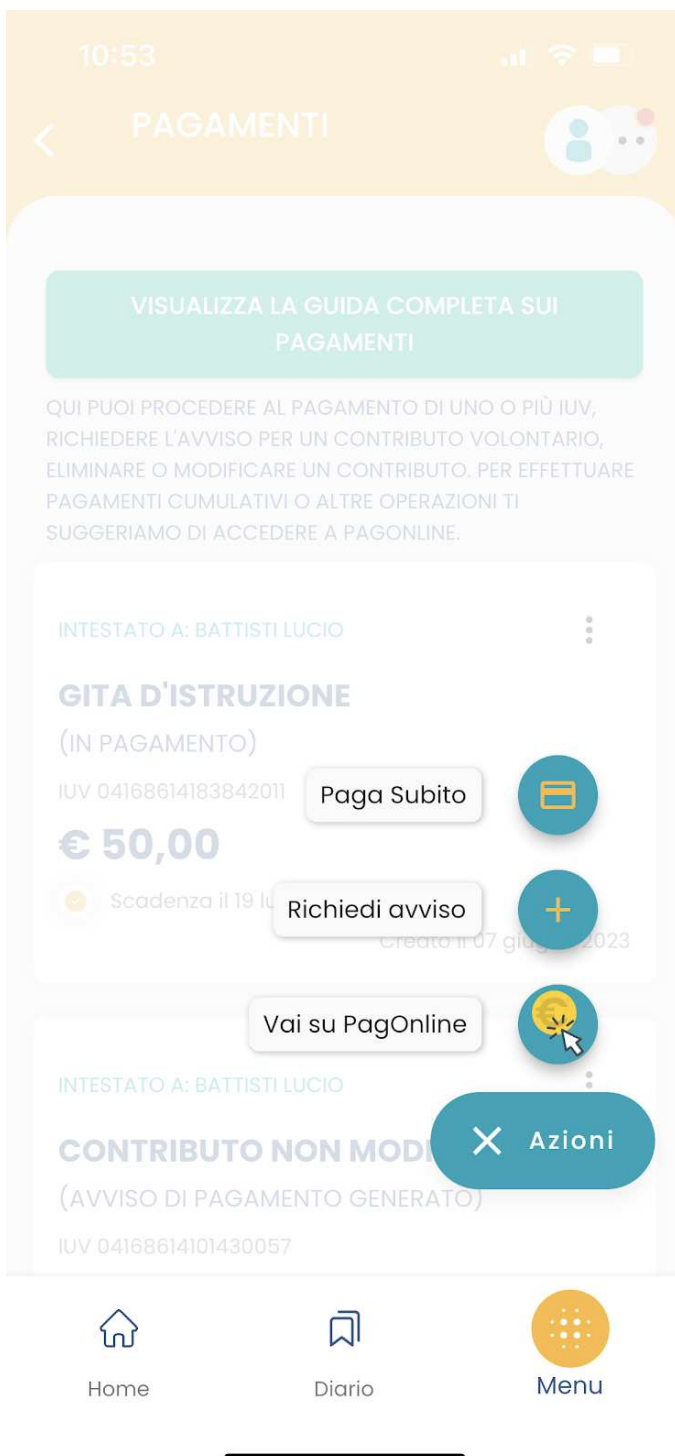 10:53
PAGAMENTI
VISUALIZZA LA GUIDA COMPLETA SUI
PAGAMENTI
QUI PUOI PROCEDERE AL PAGAMENTO DI UNO O PIÙ IUV,
RICHIEDERE L'AVVISO PER UN CONTRIBUTO VOLONTARIO,
ELIMINARE O MODIFICARE UN CONTRIBUTO. PER EFFETTUARE
PAGAMENTI CUMULATIVI O ALTRE OPERAZIONI TI
SUGGERIAMO DI ACCEDERE A PAGONLINE.
INTESTATO A: BATTISTI LUCIO
GITA D'ISTRUZIONE
(IN PAGAMENTO)
IUV 04168614183842011
Paga Subito
€ 50,00
Scadenza il 19
Richiedi avviso
Creato il 07 2023
Vai su PagOnline
INTESTATO A: BATTISTI LUCIO
CONTRIBUTO NON
Azioni
(AVVISO DI PAGAMENTO GENERATO)
IUV 04168614101430057
Home
Diario
Menu